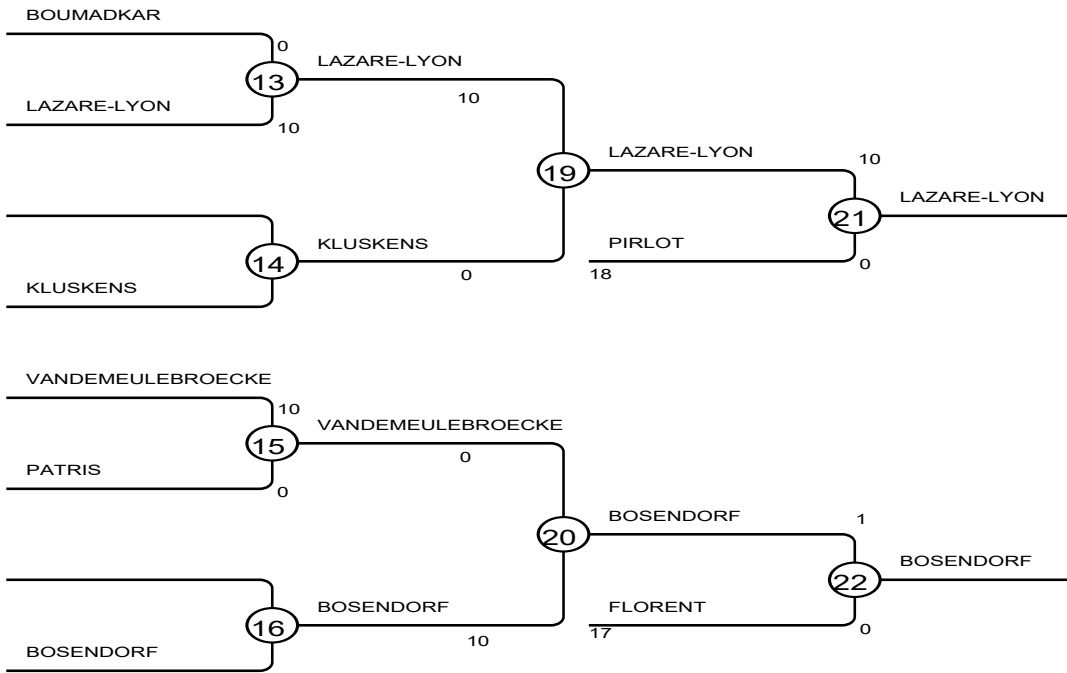 BOUMADKAR
0
13
LAZARE-LYON
10
LAZARE-LYON
10
19
LAZARE-LYON
10
21
LAZARE-LYON
14
KLUSKENS
0
PIRLOT
18
0
KLUSKENS
VANDEMEULEBROECKE
10
15
VANDEMEULEBROECKE
0
PATRIS
0
20
BOSENDORF
1
22
BOSENDORF
16
BOSENDORF
10
FLORENT
17
0
BOSENDORF